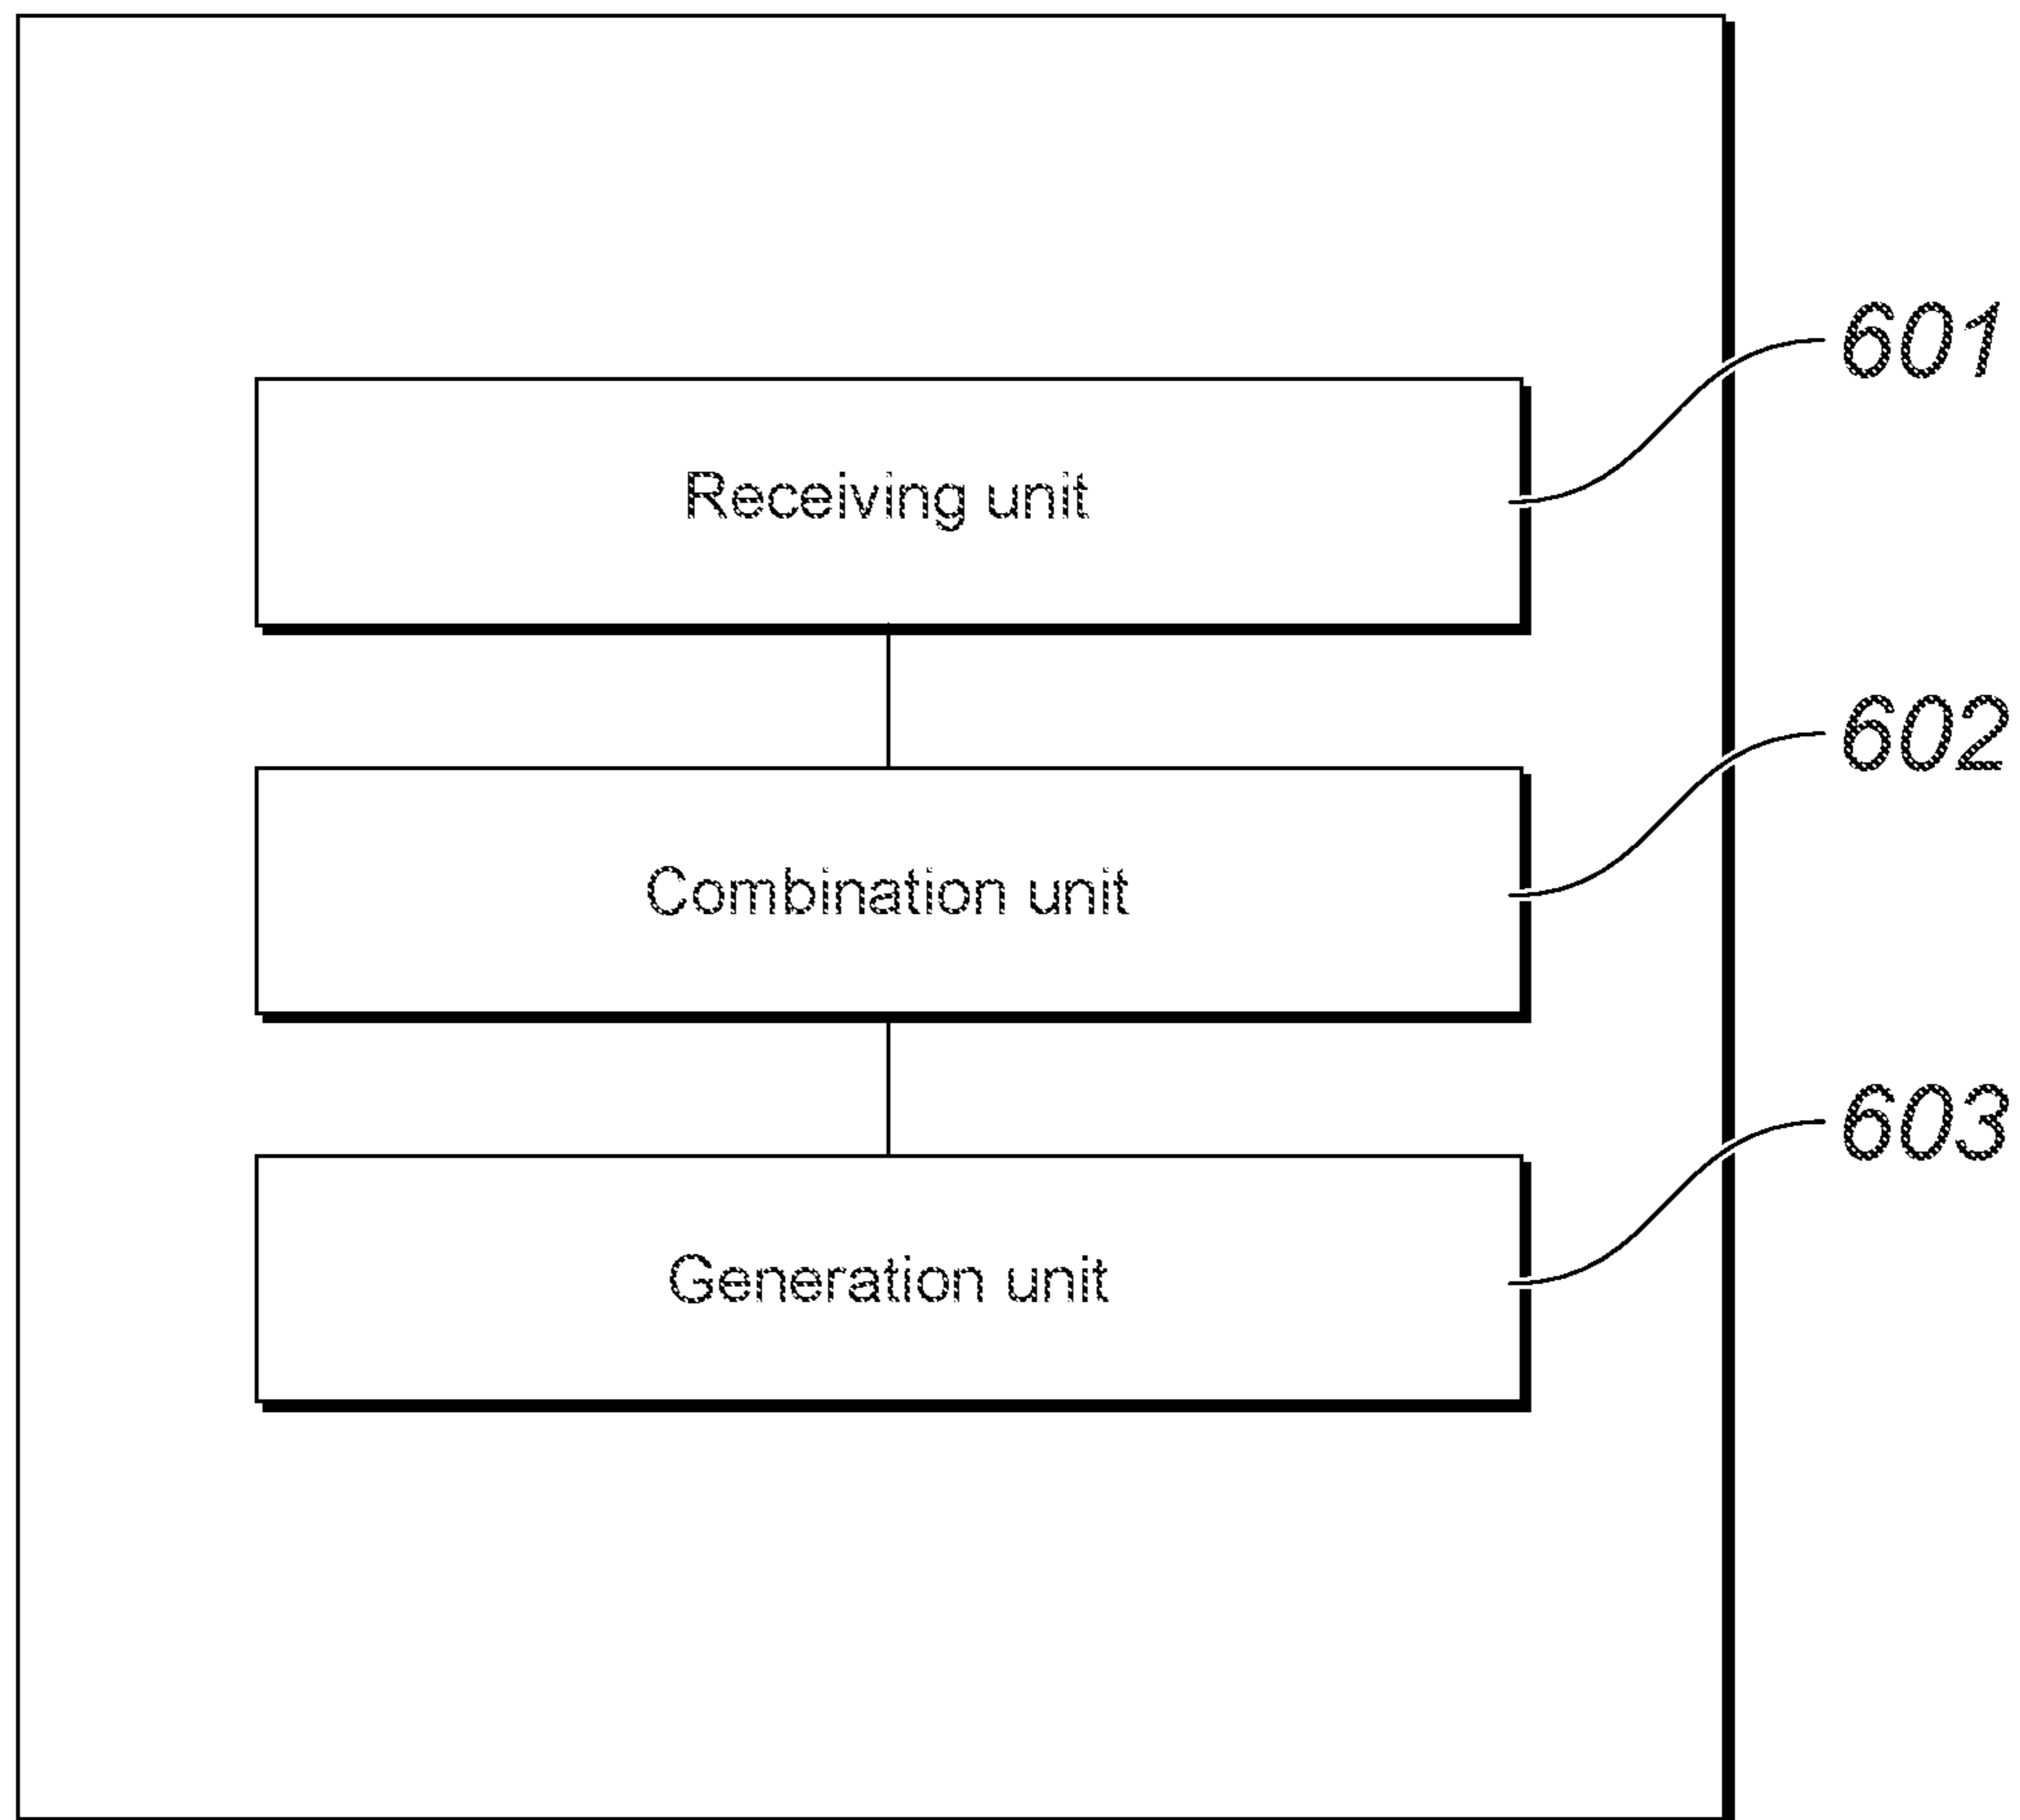 601
Receiving unit
602
Combination unit
603
Generation unit